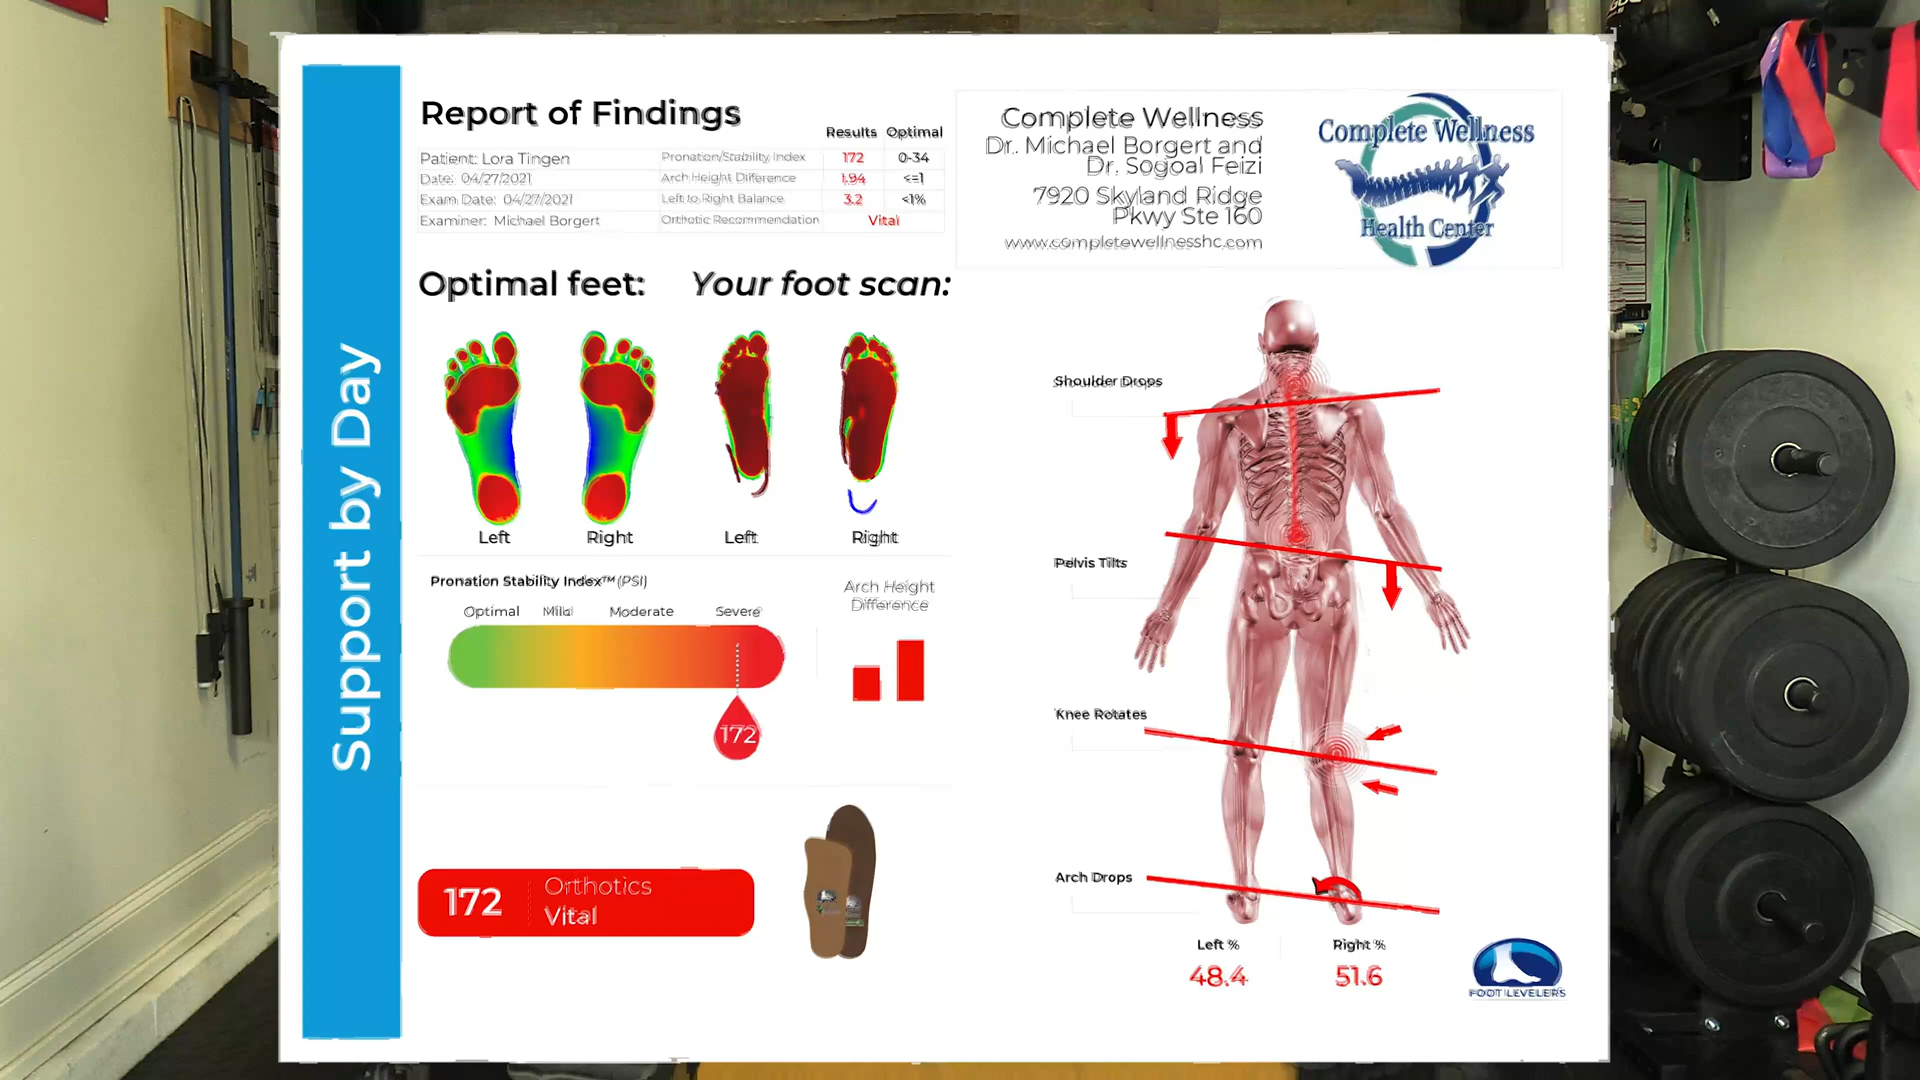 Support by Day
Report of Findings
Results Optimal
Patient: Lora Tingen Pronation/Stability Index 172 0-34
Date: 04/27/2021 Arch Height Difference 1.94 <=1
Exam Date: 04/27/2021 Left to Right Balance 3.2 <1%
Examiner: Michael Borgert Orthotic Recommendation Vital
Complete Wellness
Dr. Michael Borgert and
Dr. Sogoal Feizi
7920 Skyland Ridge
Pkwy Ste 160
www.completewellnesshc.com
Complete Wellness
Health Center
Optimal feet: Your foot scan:
Left Right Left Right
Pronation Stability Index™ (PSI)
Optimal Mild Moderate Severe
172
Arch Height
Difference
172 Orthotics
Vital
Shoulder Drops
Pelvis Tilts
Knee Rotates
Arch Drops
Left % Right %
48.4 51.6
FOOT LEVELERS